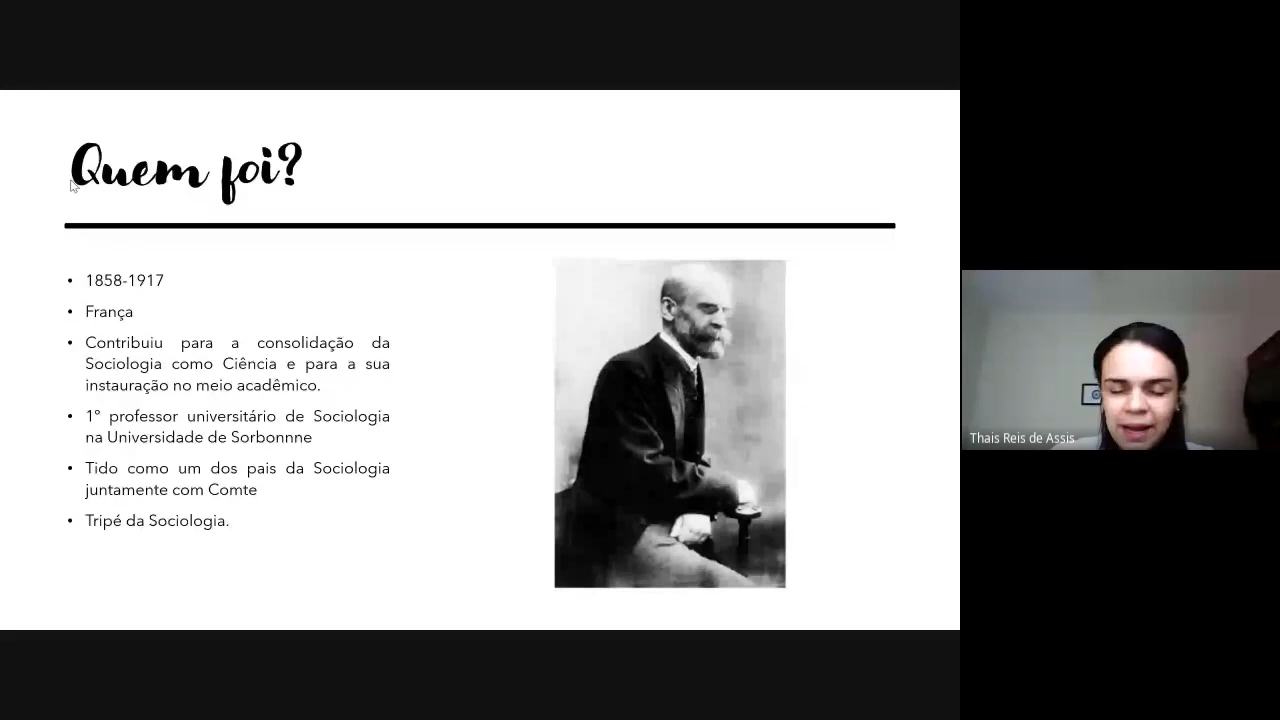 Quem foi?
• 1858-1917
• França
• Contribuiu para a consolidação da
Sociologia como Ciência e para a sua
instauração no meio acadêmico.
• 1º professor universitário de Sociologia
na Universidade de Sorbonnne
• Tido como um dos pais da Sociologia
juntamente com Comte
• Tripé da Sociologia.
Thais Reis de Assis